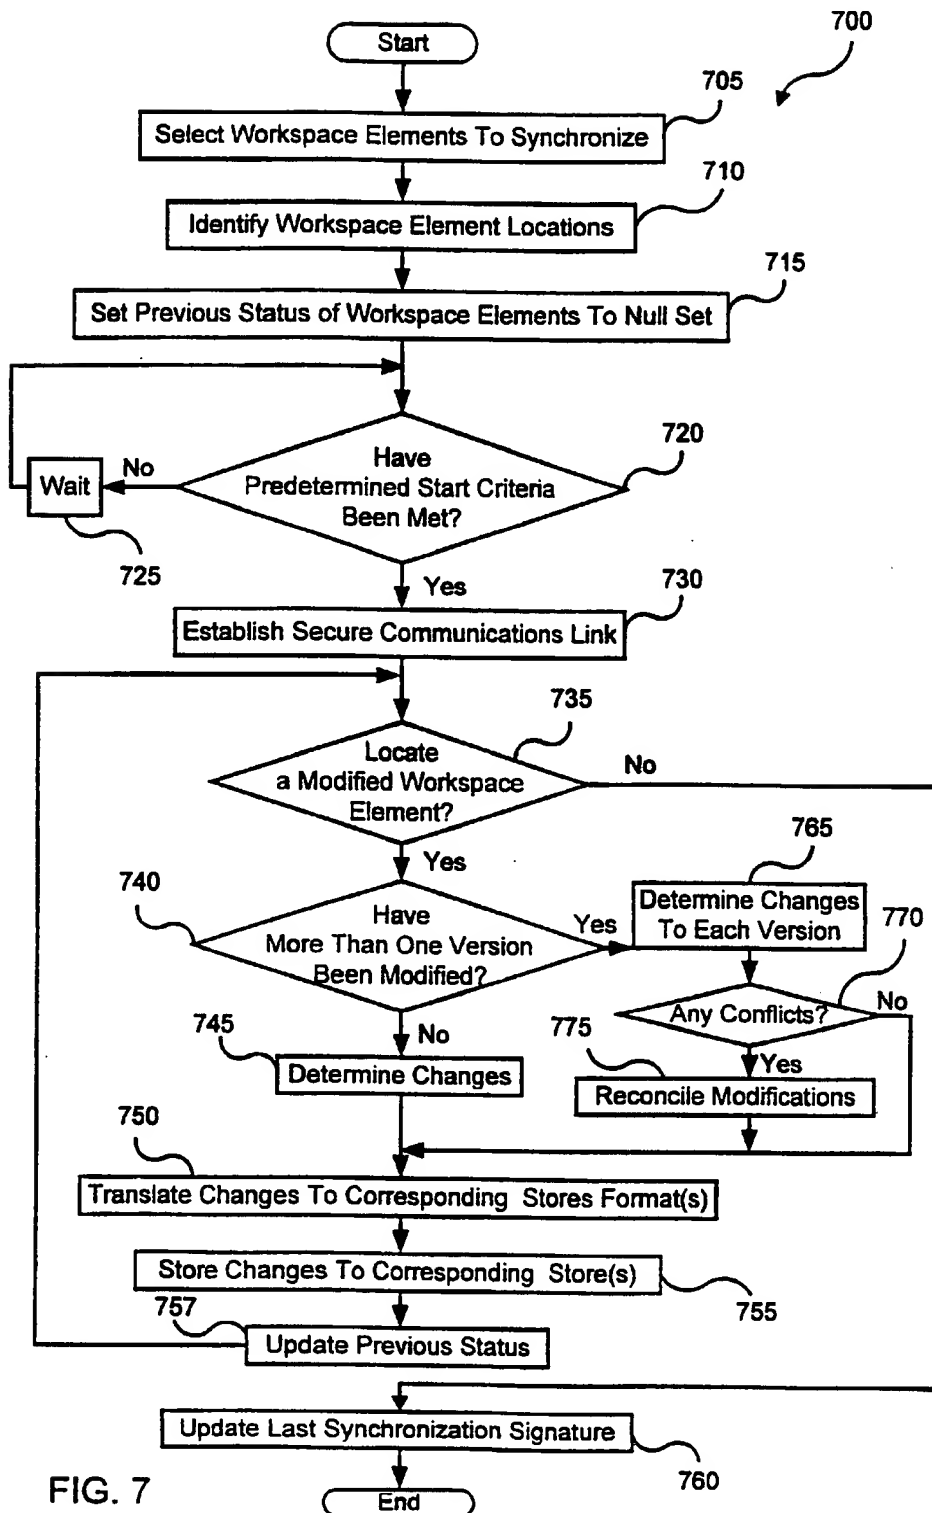 Start
700
705
Select Workspace Elements To Synchronize
710
Identify Workspace Element Locations
715
Set Previous Status of Workspace Elements To Null Set
720
Have
Predetermined Start Criteria
Been Met?
No
Wait
725
Yes
730
Establish Secure Communications Link
735
Locate
a Modified Workspace
Element?
No
Yes
740
Have
More Than One Version
Been Modified?
Yes
765
Determine Changes
To Each Version
770
Any Conflicts?
No
No
745
Determine Changes
775
Yes
Reconcile Modifications
750
Translate Changes To Corresponding Stores Format(s)
Store Changes To Corresponding Store(s)
755
757
Update Previous Status
Update Last Synchronization Signature
760
FIG. 7
End